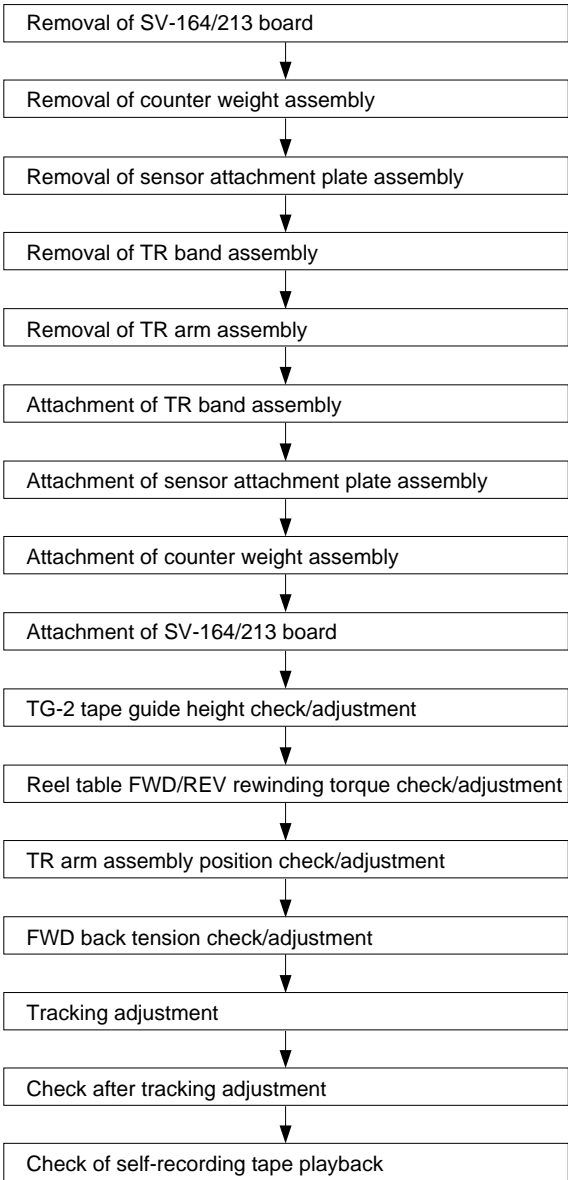 Removal of SV-164/213 board
Removal of counter weight assembly
Removal of sensor attachment plate assembly
Removal of TR band assembly
Removal of TR arm assembly
Attachment of TR band assembly
Attachment of sensor attachment plate assembly
Attachment of counter weight assembly
Attachment of SV-164/213 board
TG-2 tape guide height check/adjustment
Reel table FWD/REV rewinding torque check/adjustment
TR arm assembly position check/adjustment
FWD back tension check/adjustment
Tracking adjustment
Check after tracking adjustment
Check of self-recording tape playback